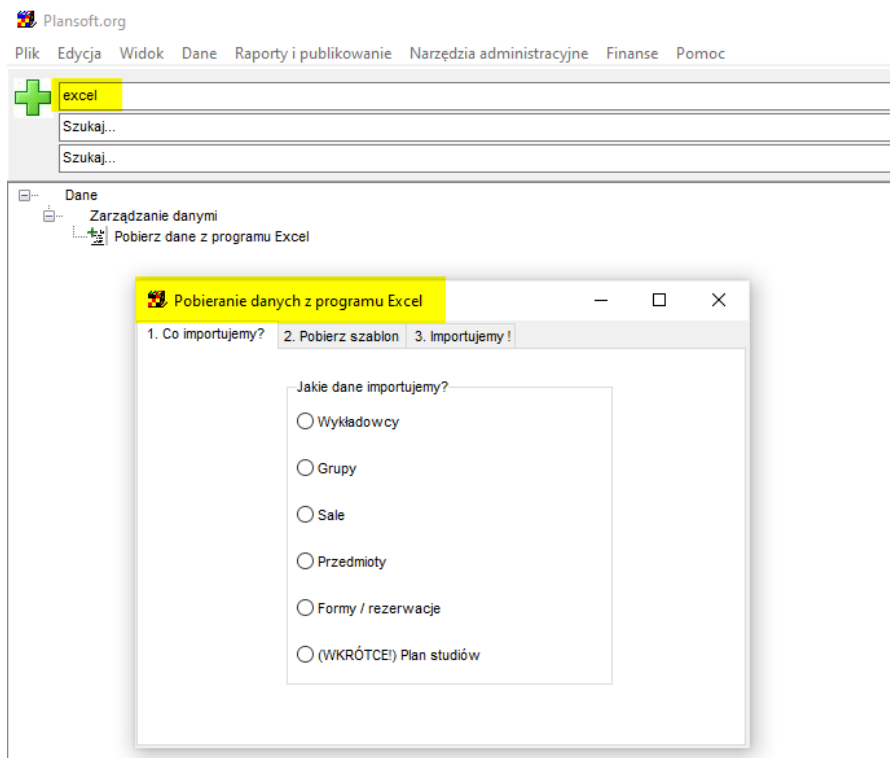 Plansoft.org
Plik Edycja Widok Dane Raporty i publikowanie Narzędzia administracyjne Finanse Pomoc
excel
Szukaj...
Szukaj...
Dane
Zarządzanie danymi
Pobierz dane z programu Excel
Pobieranie danych z programu Excel
1. Co importujemy? 2. Pobierz szablon 3. Importujemy !
Jakie dane importujemy?
Wykładowcy
Grupy
Sale
Przedmioty
Formy / rezerwacje
(WKRÓTCE!) Plan studiów